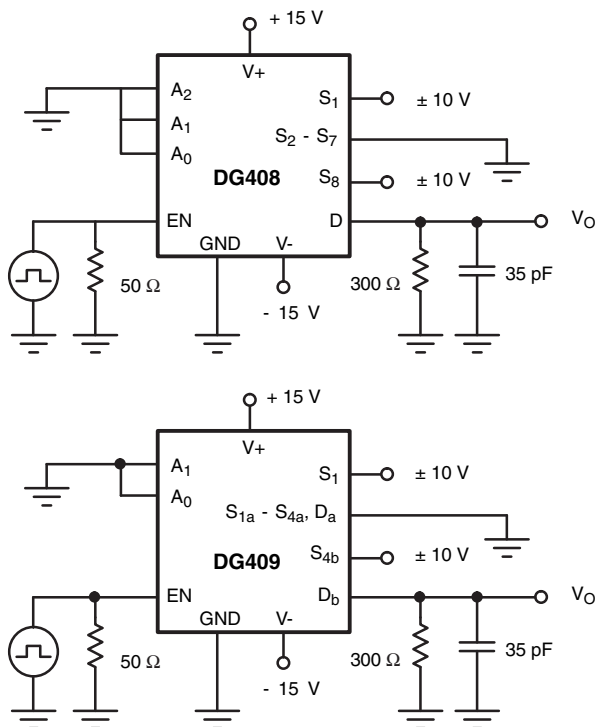 + 15 V
V+
A2
S1
± 10 V
A1
S2 - S7
A0
DG408
S8
± 10 V
EN
D
VO
GND
V-
50 Ω
300 Ω
35 pF
- 15 V
+ 15 V
V+
A1
S1
± 10 V
A0
S1a - S4a, Da
S4b
± 10 V
DG409
EN
Db
VO
GND
V-
50 Ω
300 Ω
35 pF
- 15 V